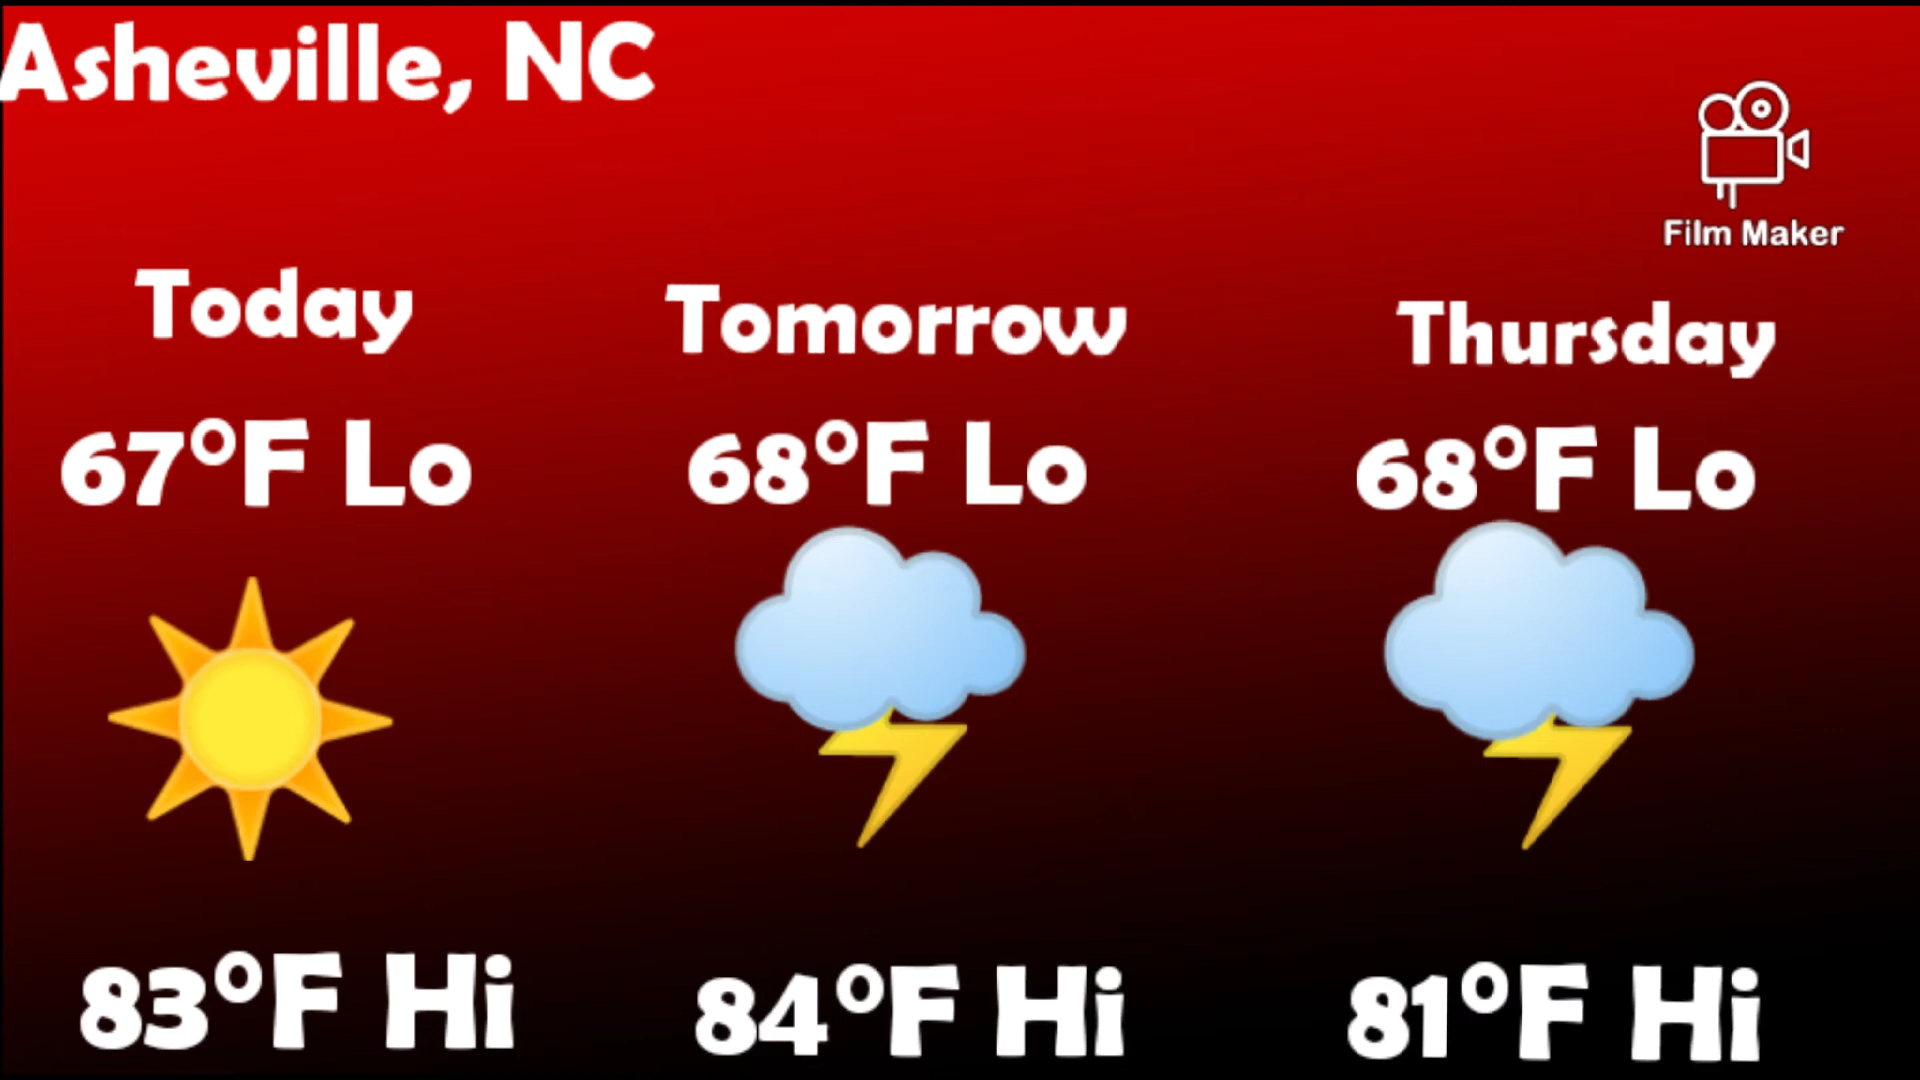 Asheville, NC
Film Maker
Today
Tomorrow
Thursday
67°F Lo
68°F Lo
68°F Lo
83°F Hi
84°F Hi
81°F Hi